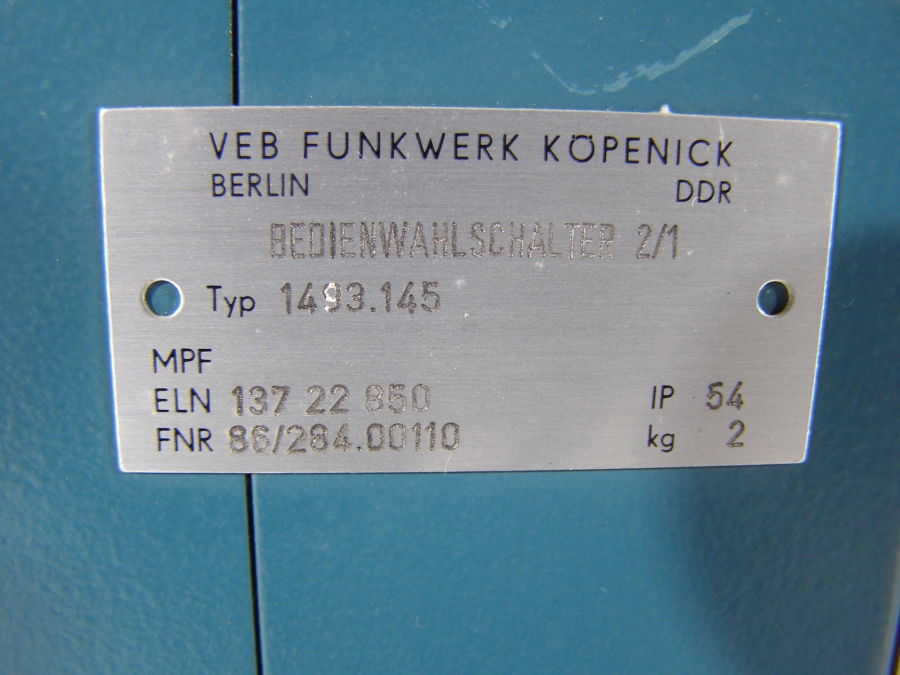 VEB FUNKWERK KÖPENICK
BERLIN DDR
BEDIENWAHLSCHALTER 2/1
Typ 1493.145
MPF
ELN 137 22 850 IP 54
FNR 86/284.00110 kg 2